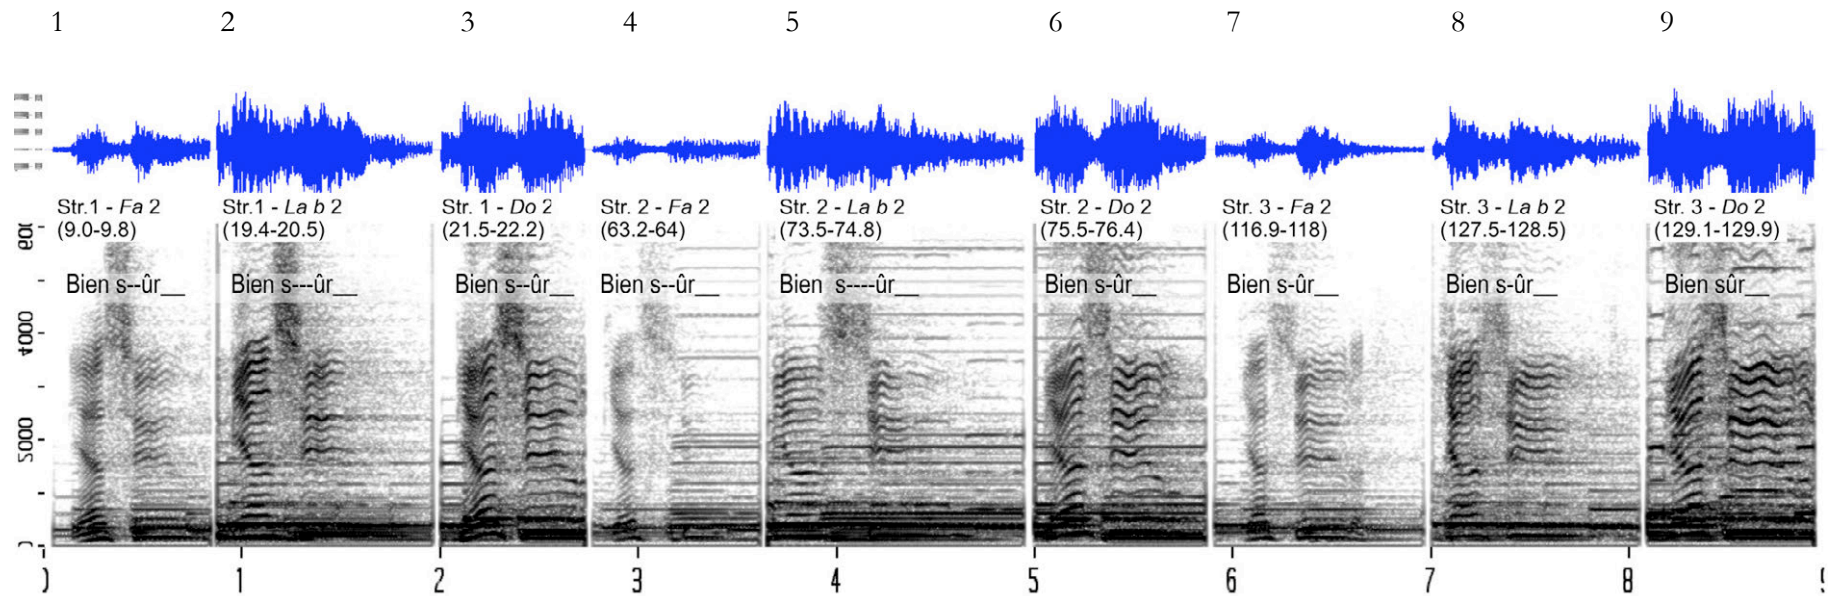 1 2 3 4 5 6 7 8 9
Str.1 - Fa 2
(9.0-9.8)
Str.1 - La b 2
(19.4-20.5)
Str. 1 - Do 2
(21.5-22.2)
Str. 2 - Fa 2
(63.2-64)
Str. 2 - La b 2
(73.5-74.8)
Str. 2 - Do 2
(75.5-76.4)
Str. 3 - Fa 2
(116.9-118)
Str. 3 - La b 2
(127.5-128.5)
Str. 3 - Do 2
(129.1-129.9)
Bien s--ûr__
Bien s---ûr__
Bien s--ûr__
Bien s--ûr__
Bien s----ûr__
Bien s-ûr__
Bien s-ûr__
Bien s-ûr__
Bien sûr__
4000
1 2 3 4 5 6 7 8